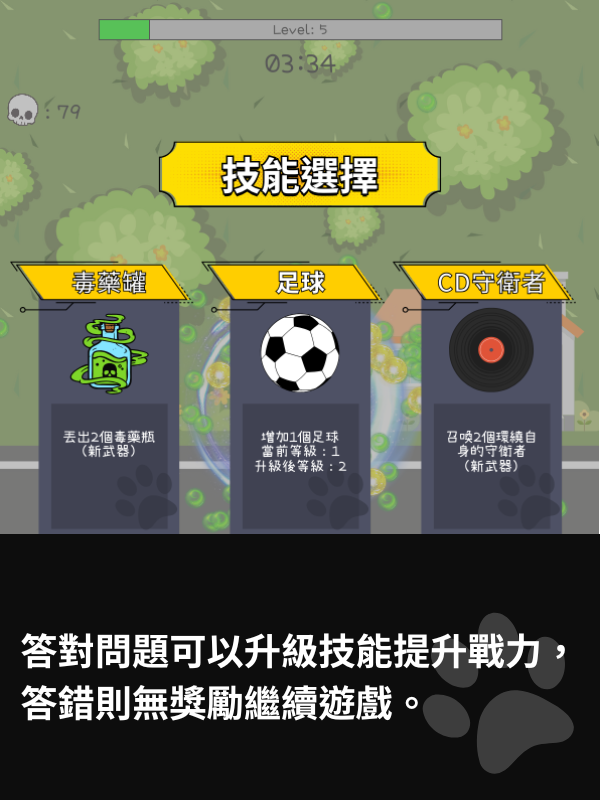 Level: 5
03:34
: 79
技能選擇
毒藥罐
足球
CD守衛者
丟出2個毒藥瓶
(新武器)
增加1個足球
當前等級：1
升級後等級：2
召喚2個環繞自
身的守衛者
(新武器)
答對問題可以升級技能提升戰力，
答錯則無獎勵繼續遊戲。